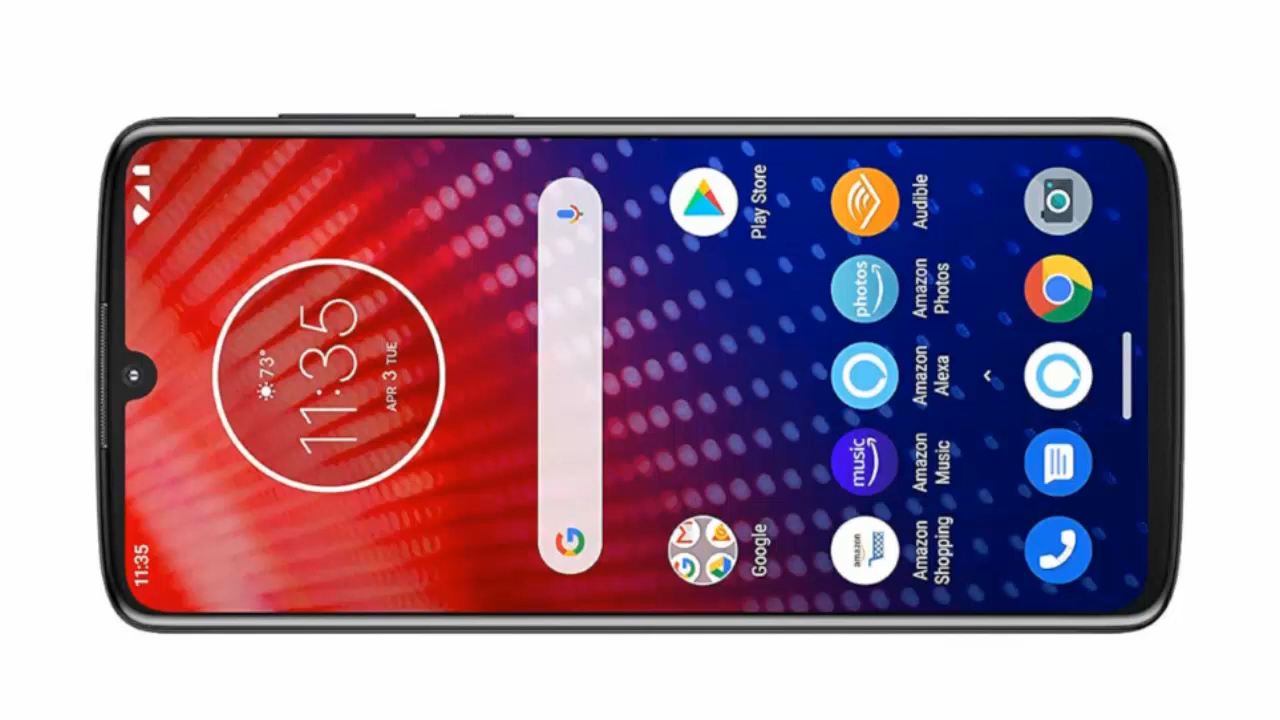 11:35
73°
11:35
APR 3 TUE
G
Google
Play Store
amazon
music
photos
Amazon
Shopping
Amazon
Music
Amazon
Alexa
Amazon
Photos
Audible